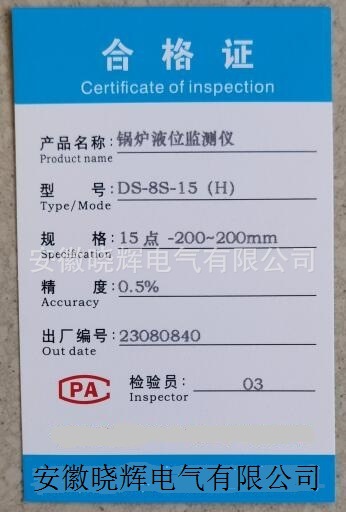 合格证
Certificate of inspection
产品名称: 锅炉液位监测仪
Product name
型 号: DS-8S-15 (H)
Type/Mode
规 格: 15点 -200~200mm
Specification
安徽晓辉电气有限公司
精 度: 0.5%
Accuracy
出厂编号: 23080840
Out date
CPA 检验员: 03
Inspector
安徽晓辉电气有限公司